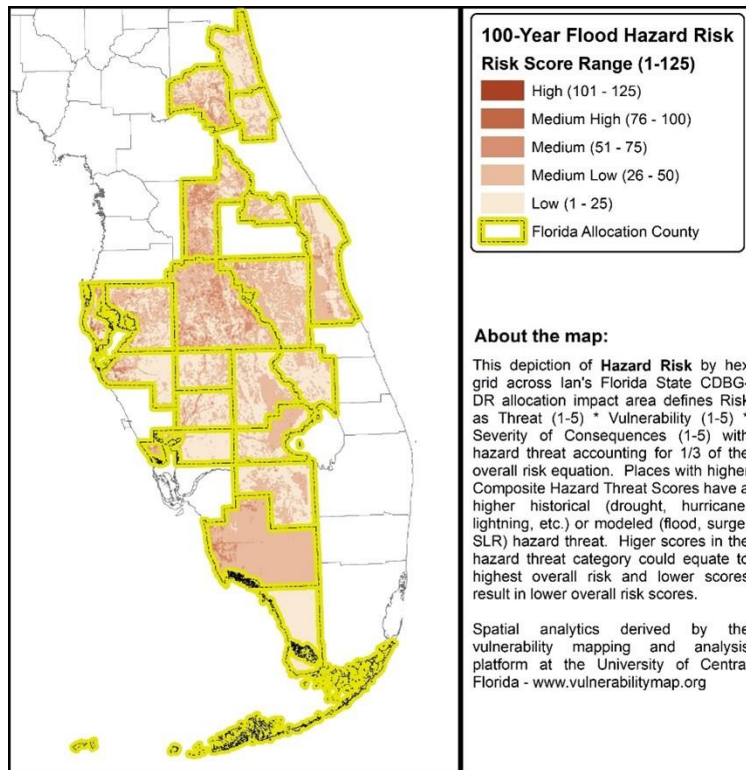 100-Year Flood Hazard Risk
Risk Score Range (1-125)
High (101 - 125)
Medium High (76 - 100)
Medium (51 - 75)
Medium Low (26 - 50)
Low (1 - 25)
Florida Allocation County
About the map:
This depiction of Hazard Risk by hex
grid across Ian's Florida State CDBG-
DR allocation impact area defines Risk
as Threat (1-5) * Vulnerability (1-5) *
Severity of Consequences (1-5) with
hazard threat accounting for 1/3 of the
overall risk equation. Places with higher
Composite Hazard Threat Scores have a
higher historical (drought, hurricane,
lightning, etc.) or modeled (flood, surge,
SLR) hazard threat. Higer scores in the
hazard threat category could equate to
highest overall risk and lower scores
result in lower overall risk scores.
Spatial analytics derived by the
vulnerability mapping and analysis
platform at the University of Central
Florida - www.vulnerabilitymap.org